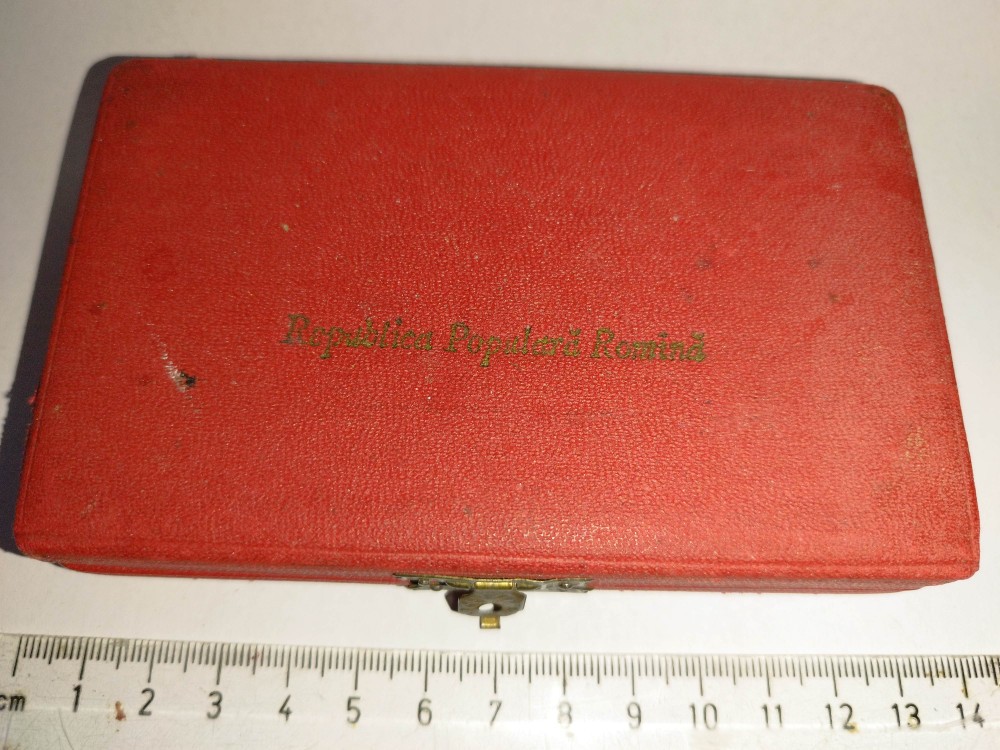 Republica Populară Romînă
cm 1 2 3 4 5 6 7 8 9 10 11 12 13 14